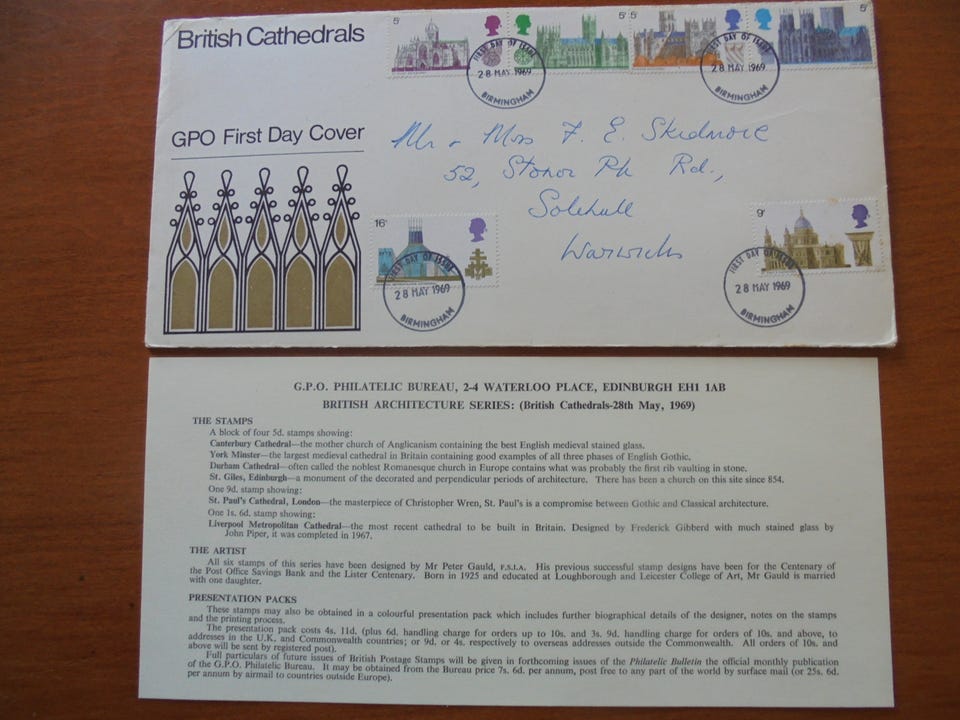 British Cathedrals
GPO First Day Cover
5ᵈ
5ᵈ
5ᵈ
5ᵈ
FIRST DAY OF ISSUE
28 MAY 1969
BIRMINGHAM
FIRST DAY OF ISSUE
28 MAY 1969
BIRMINGHAM
Mr & Mrs F. E. Skidmore
52, Stonor Pk Rd.,
Solihull
Warwicks
1'6
FIRST DAY OF ISSUE
28 MAY 1969
BIRMINGHAM
9ᵈ
FIRST DAY OF ISSUE
28 MAY 1969
BIRMINGHAM
G.P.O. PHILATELIC BUREAU, 2-4 WATERLOO PLACE, EDINBURGH EH1 1AB
BRITISH ARCHITECTURE SERIES: (British Cathedrals-28th May, 1969)
THE STAMPS
A block of four 5d. stamps showing:
Canterbury Cathedral—the mother church of Anglicanism containing the best English medieval stained glass.
York Minster—the largest medieval cathedral in Britain containing good examples of all three phases of English Gothic.
Durham Cathedral—often called the noblest Romanesque church in Europe contains what was probably the first rib vaulting in stone.
St. Giles, Edinburgh—a monument of the decorated and perpendicular periods of architecture. There has been a church on this site since 854.
One 9d. stamp showing:
St. Paul's Cathedral, London—the masterpiece of Christopher Wren, St. Paul's is a compromise between Gothic and Classical architecture.
One 1s. 6d. stamp showing:
Liverpool Metropolitan Cathedral—the most recent cathedral to be built in Britain. Designed by Frederick Gibberd with much stained glass by
John Piper, it was completed in 1967.
THE ARTIST
All six stamps of this series have been designed by Mr Peter Gauld, F.S.I.A. His previous successful stamp designs have been for the Centenary of
the Post Office Savings Bank and the Lister Centenary. Born in 1925 and educated at Loughborough and Leicester College of Art, Mr Gauld is married
with one daughter.
PRESENTATION PACKS
These stamps may also be obtained in a colourful presentation pack which includes further biographical details of the designer, notes on the stamps
and the printing process.
The presentation pack costs 4s. 11d. (plus 6d. handling charge for orders up to 10s. and 3s. 9d. handling charge for orders of 10s. and above, to
addresses in the U.K. and Commonwealth countries; or 9d. or 4s. respectively to overseas addresses outside the Commonwealth. All orders of 10s. and
above will be sent by registered post).
Full particulars of future issues of British Postage Stamps will be given in forthcoming issues of the Philatelic Bulletin the official monthly publication
of the G.P.O. Philatelic Bureau. It may be obtained from the Bureau price 7s. 6d. per annum, post free to any part of the world by surface mail (or 25s. 6d.
per annum by airmail to countries outside Europe).